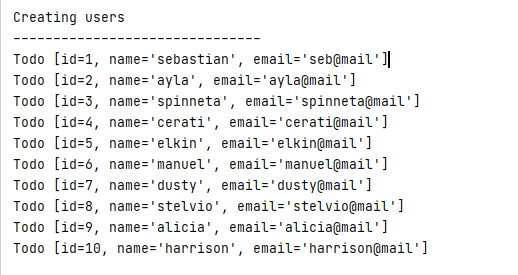 Creating users
------------------------------
Todo [id=1, name='sebastian', email='seb@mail']
Todo [id=2, name='ayla', email='ayla@mail']
Todo [id=3, name='spinneta', email='spinneta@mail']
Todo [id=4, name='cerati', email='cerati@mail']
Todo [id=5, name='elkin', email='elkin@mail']
Todo [id=6, name='manuel', email='manuel@mail']
Todo [id=7, name='dusty', email='dusty@mail']
Todo [id=8, name='stelvio', email='stelvio@mail']
Todo [id=9, name='alicia', email='alicia@mail']
Todo [id=10, name='harrison', email='harrison@mail']